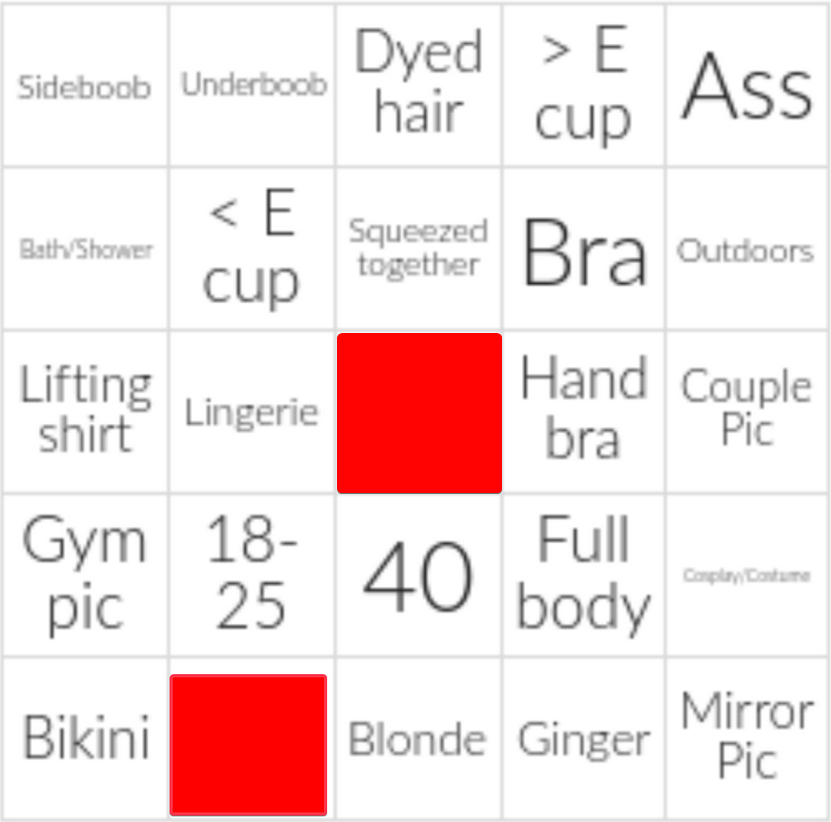 Sideboob
Underboob
Dyed
hair
> E
cup
Ass
Bath/Shower
< E
cup
Squeezed
together
Bra
Outdoors
Lifting
shirt
Lingerie
Hand
bra
Couple
Pic
Gym
pic
18-
25
40
Full
body
Cosplay/Costume
Bikini
Blonde
Ginger
Mirror
Pic